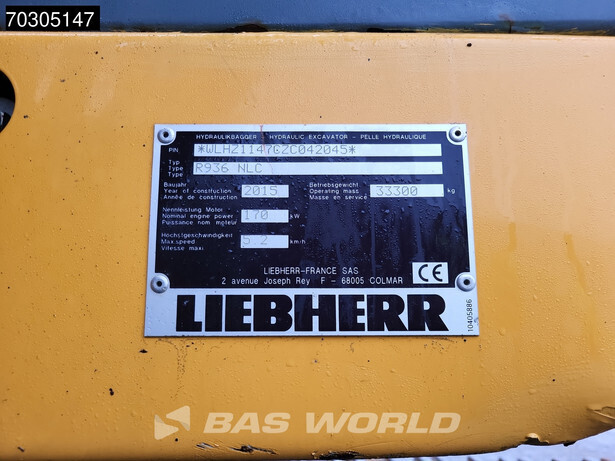 70305147
HYDRAULIKBAGGER - HYDRAULIC EXCAVATOR - PELLE HYDRAULIQUE
PIN *WLHZ1147CZC042045*
Typ
Type R936 NLC
Type
Baujahr
Year of construction 2015
Année de construction
Betriebsgewicht
Operating mass 33300 kg
Masse en service
Nennleistung Motor
Nominal engine power 170 kW
Puissance nom moteur
Höchstgeschwindigkeit
Max.speed 5.2 km/h
Vitesse maxi
LIEBHERR-FRANCE SAS
2 avenue Joseph Rey F - 68005 COLMAR
CE
LIEBHERR
10405886
BAS WORLD